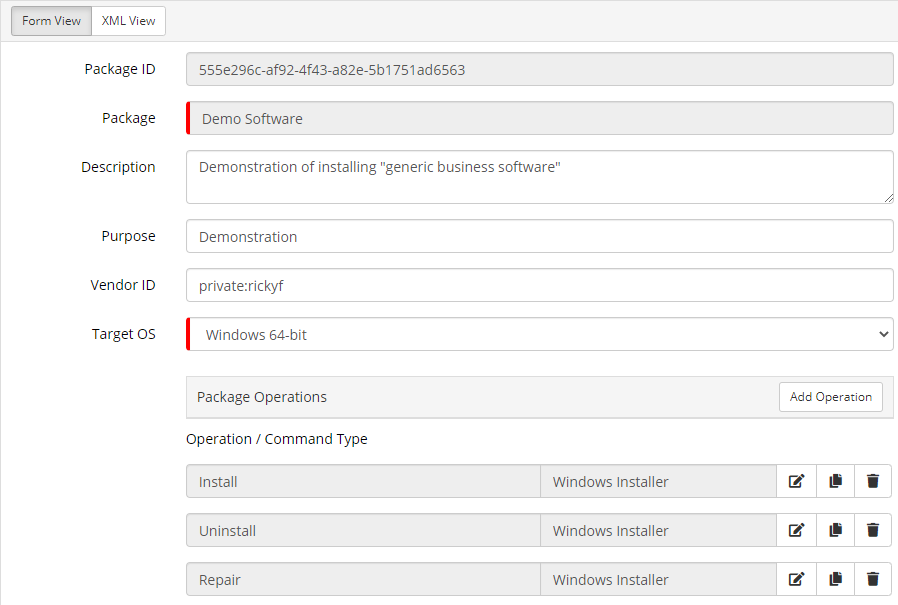 Form View XML View
Package ID 555e296c-af92-4f43-a82e-5b1751ad6563
Package Demo Software
Description Demonstration of installing "generic business software"
Purpose Demonstration
Vendor ID private:rickyf
Target OS Windows 64-bit
Package Operations Add Operation
Operation / Command Type
Install Windows Installer
Uninstall Windows Installer
Repair Windows Installer